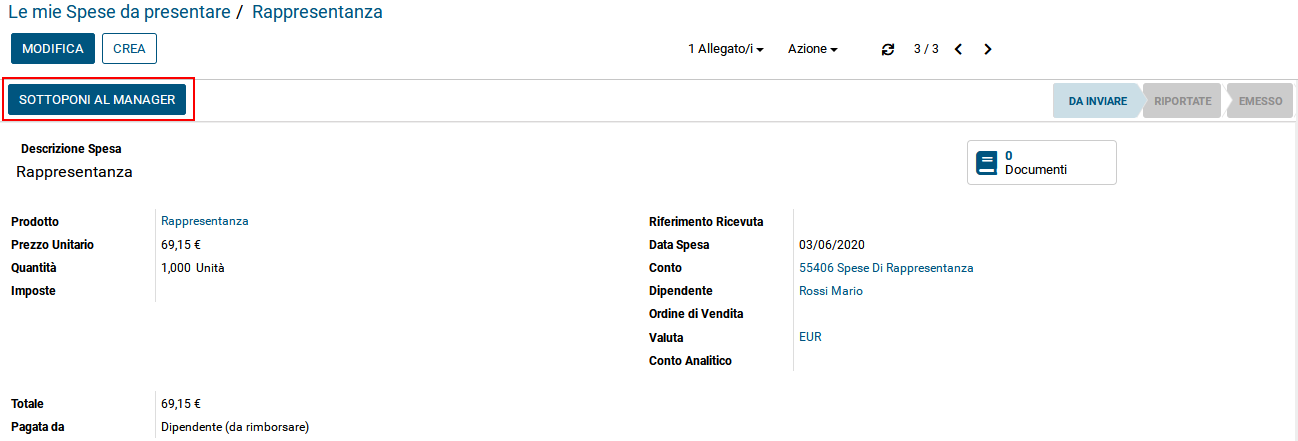 Le mie Spese da presentare / Rappresentanza
MODIFICA CREA 1 Allegato/i Azione 3 / 3
SOTTOPONI AL MANAGER DA INVIARE RIPORTATE EMESSO
Descrizione Spesa
Rappresentanza
0
Documenti
Prodotto Rappresentanza
Prezzo Unitario 69,15 €
Quantità 1,000 Unità
Imposte
Riferimento Ricevuta
Data Spesa 03/06/2020
Conto 55406 Spese Di Rappresentanza
Dipendente Rossi Mario
Ordine di Vendita
Valuta EUR
Conto Analitico
Totale 69,15 €
Pagata da Dipendente (da rimborsare)